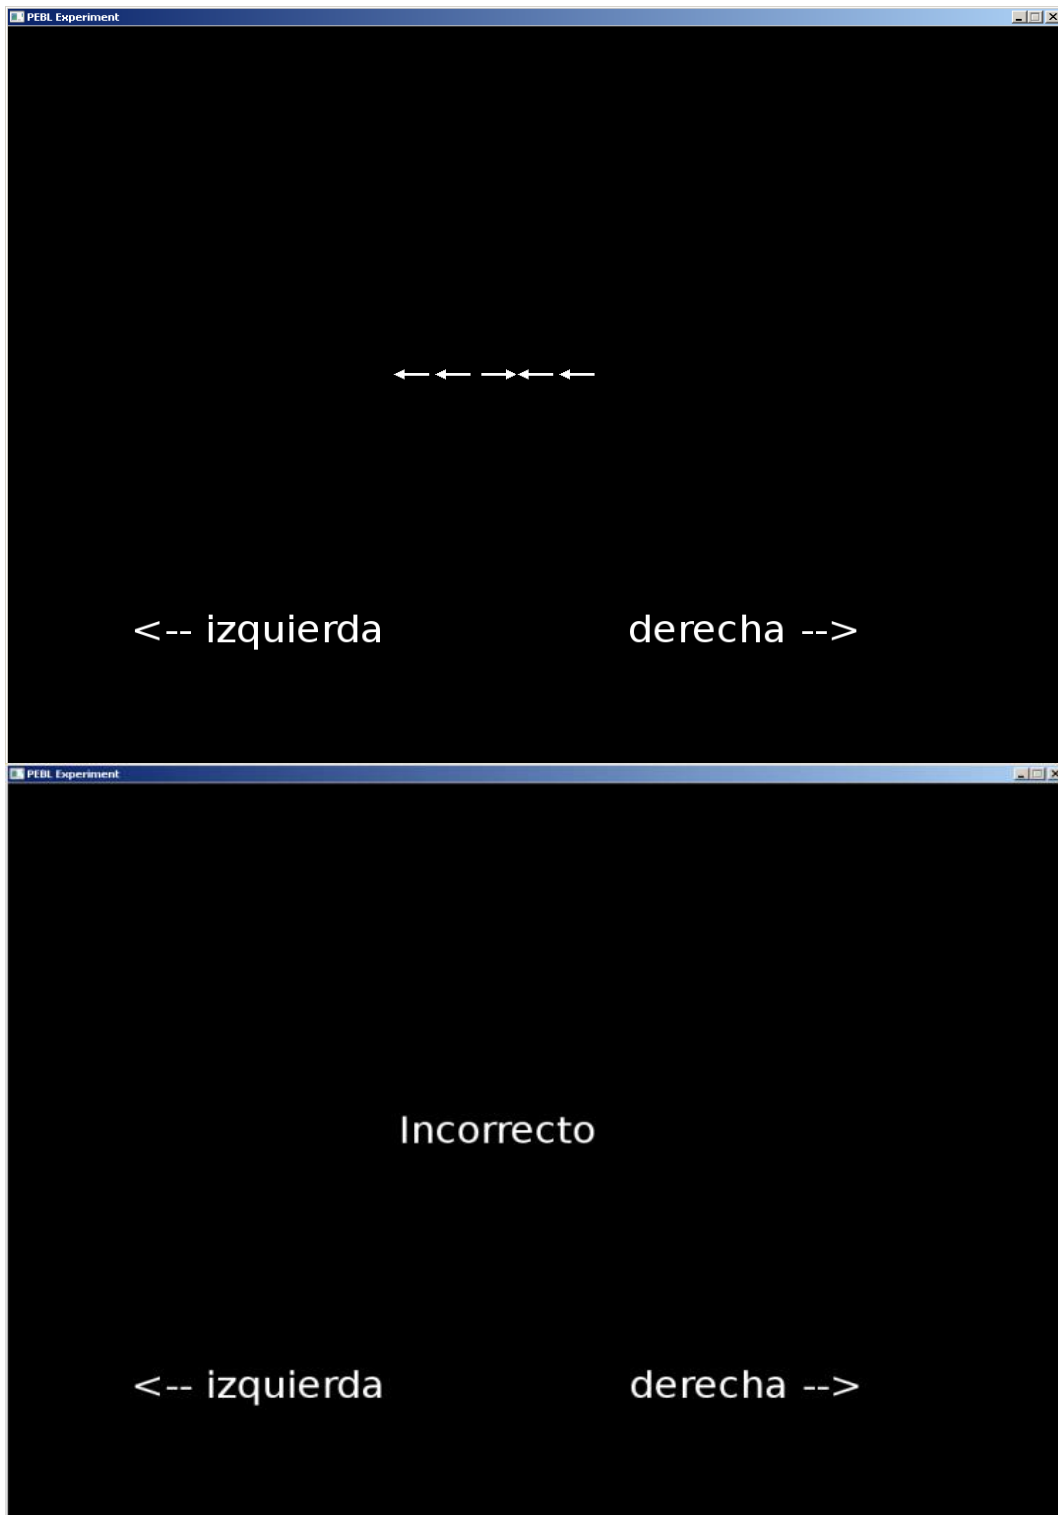 PEBL Experiment
<-- izquierda derecha -->
PEBL Experiment
Incorrecto
<-- izquierda derecha -->